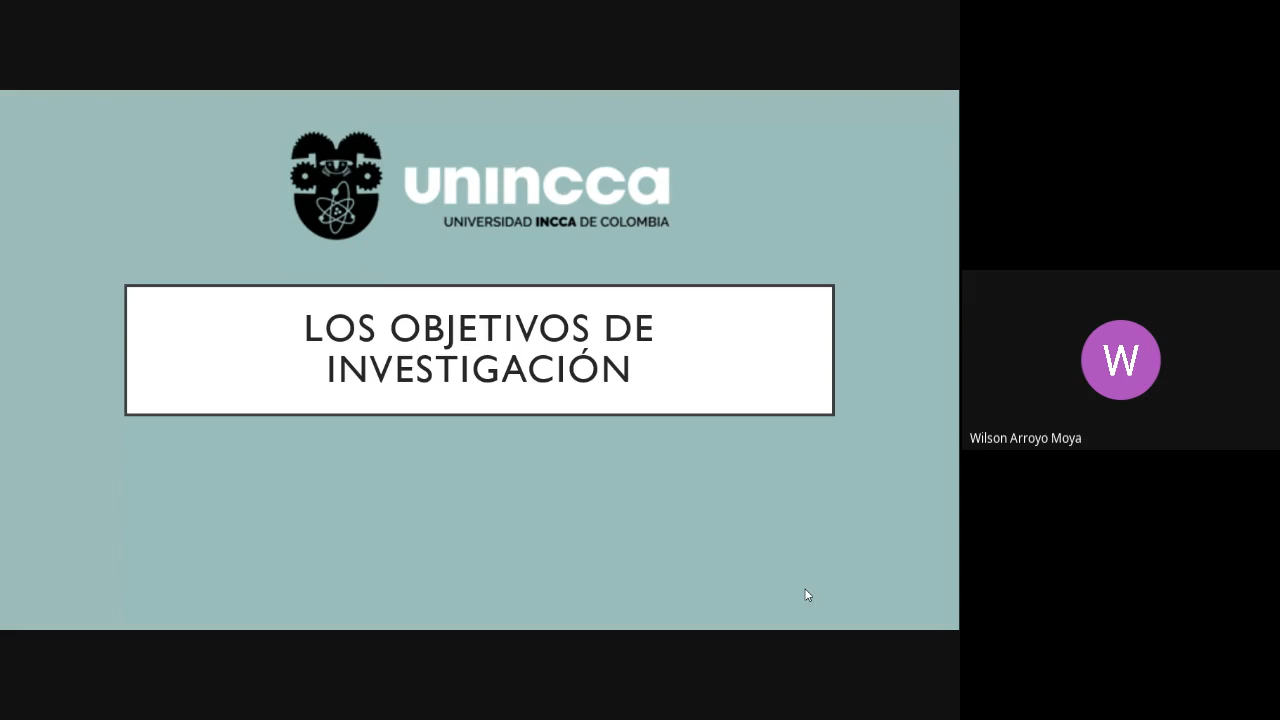 unincca
UNIVERSIDAD INCCA DE COLOMBIA
LOS OBJETIVOS DE
INVESTIGACIÓN
W
Wilson Arroyo Moya